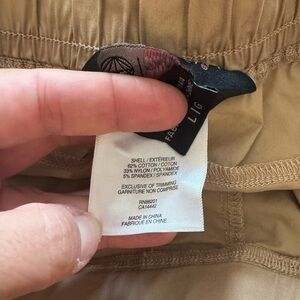 L/G
SHELL / EXTÉRIEUR
62% COTTON / COTON
33% NYLON / POLYAMIDE
5% SPANDEX / SPANDEX
EXCLUSIVE OF TRIMMING
GARNITURE NON COMPRISE
CA14442
MADE IN CHINA
FABRIQUÉ EN CHINE